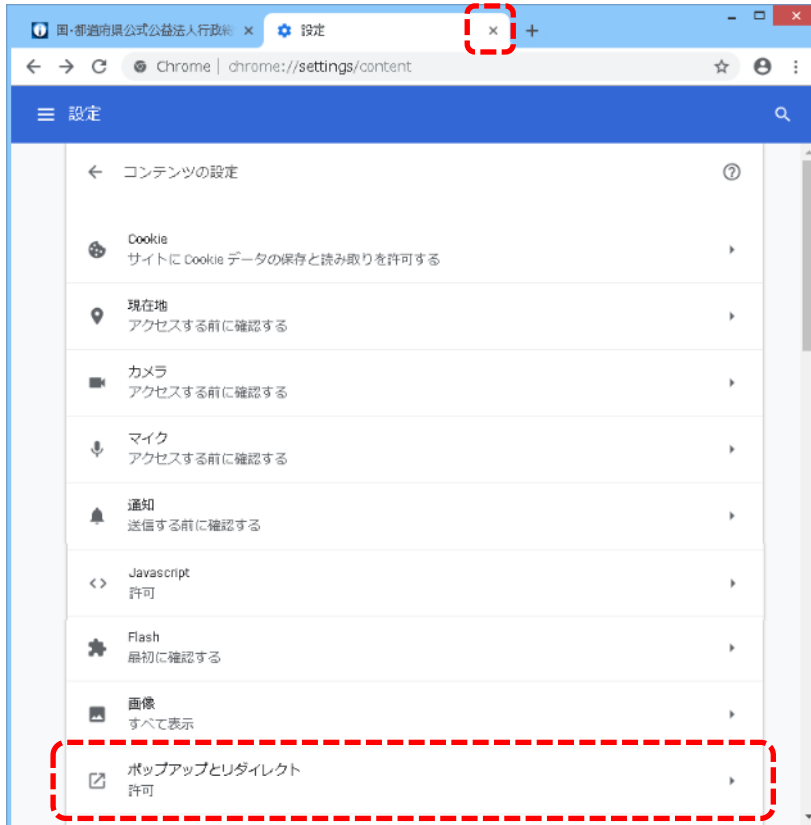 国・都道府県公式公益法人行政総
設定
Chrome | chrome://settings/content
設定
コンテンツの設定
Cookie
サイトに Cookie データの保存と読み取りを許可する
現在地
アクセスする前に確認する
カメラ
アクセスする前に確認する
マイク
アクセスする前に確認する
通知
送信する前に確認する
Javascript
許可
Flash
最初に確認する
画像
すべて表示
ポップアップとリダイレクト
許可